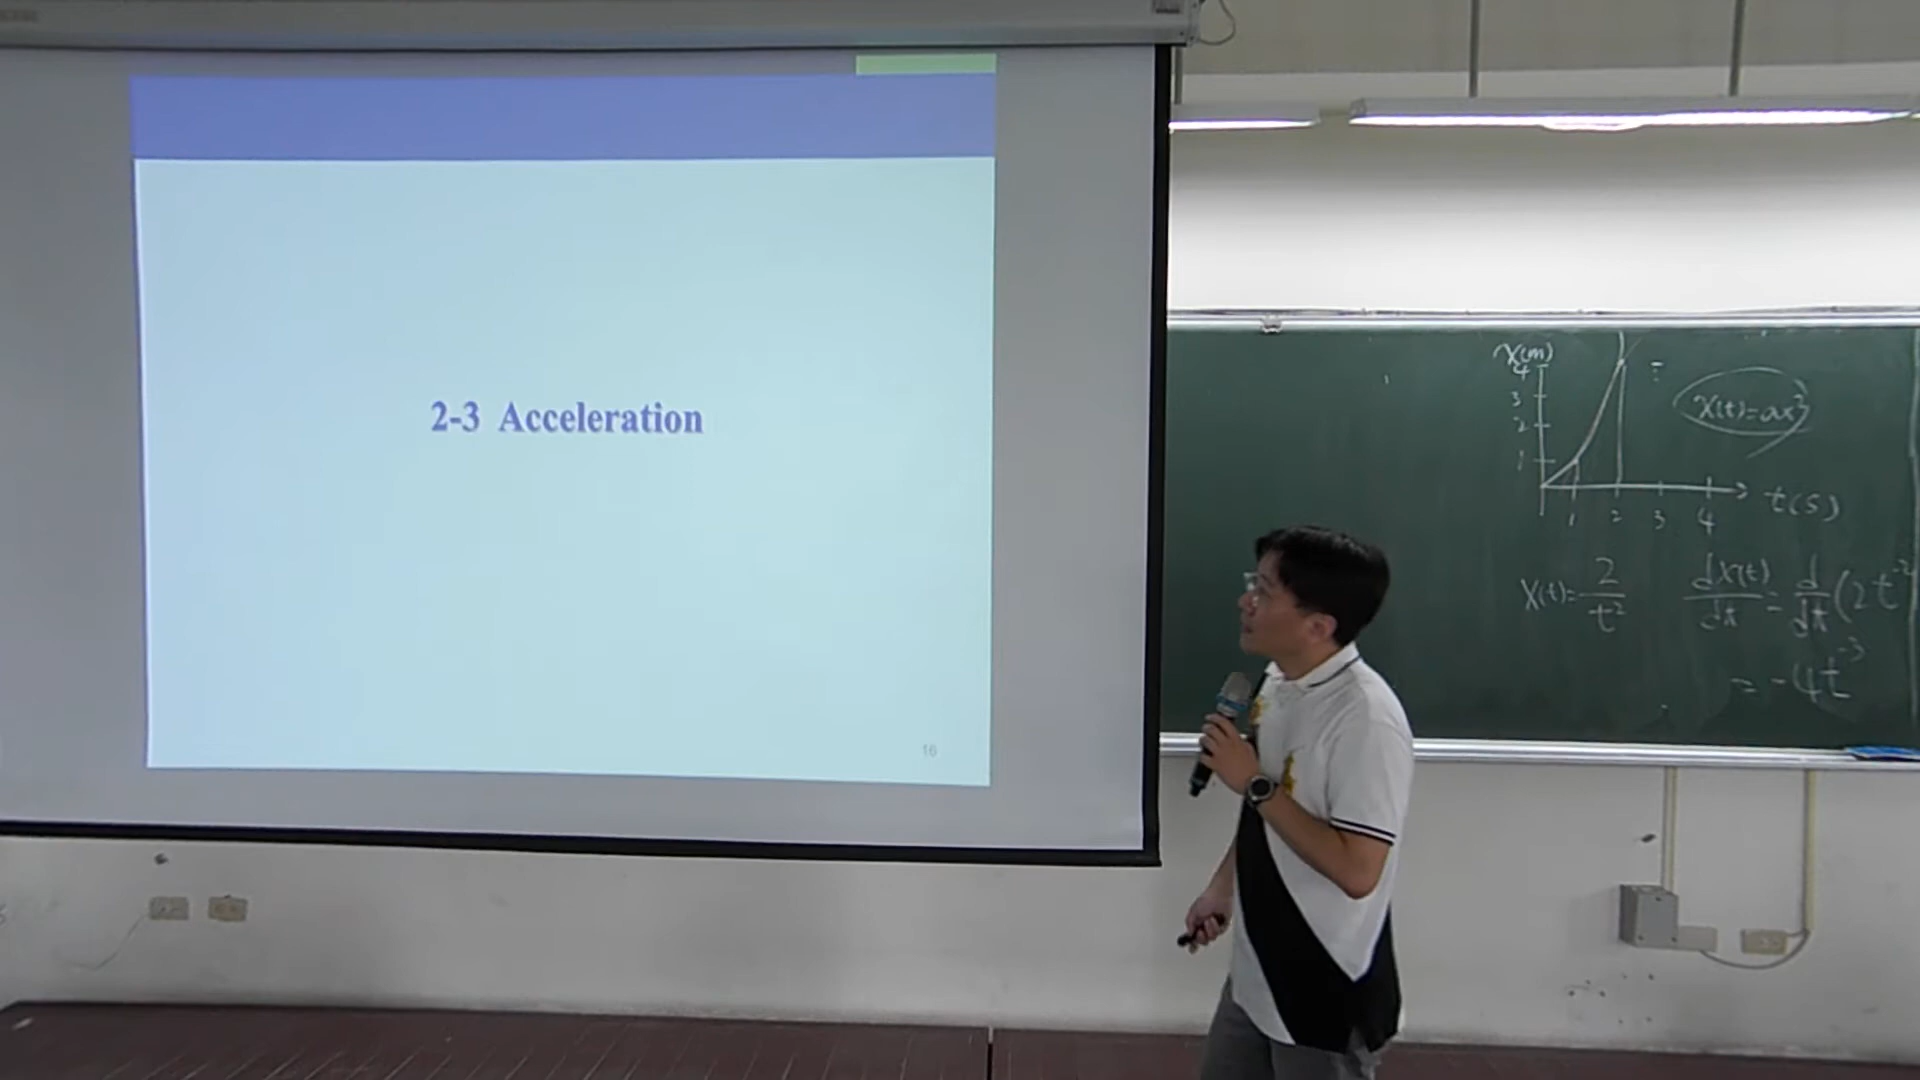 2-3 Acceleration
16
x(m)
4
3
2
1
x(t)=ax²
1 2 3 4 t(s)
x(t)=2/t² dx(t)/dt = d/dt(2t⁻²
= -4t⁻³